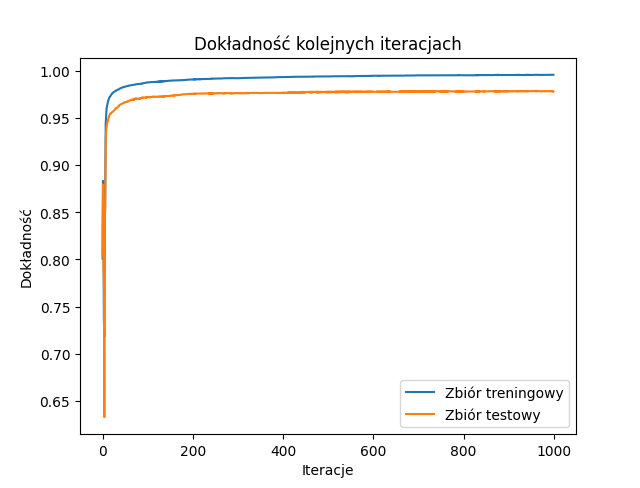 Dokładność kolejnych iteracjach
Dokładność
1.00
0.95
0.90
0.85
0.80
0.75
0.70
0.65
0
200
400
600
800
1000
Iteracje
Zbiór treningowy
Zbiór testowy